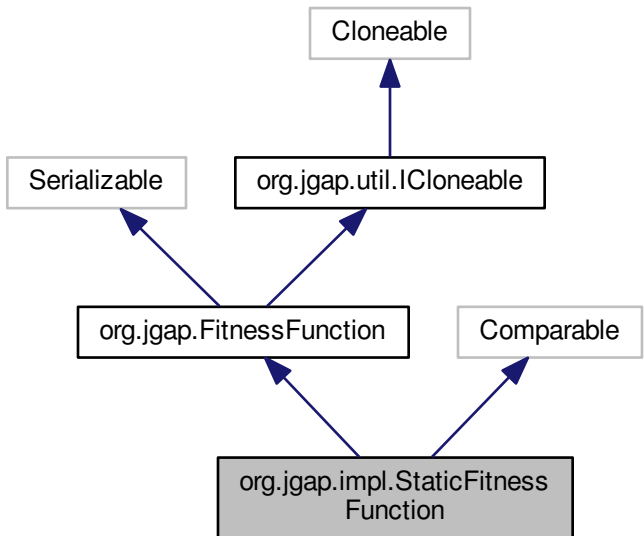 Cloneable
Serializable
org.jgap.util.ICloneable
org.jgap.FitnessFunction
Comparable
org.jgap.impl.StaticFitness
Function